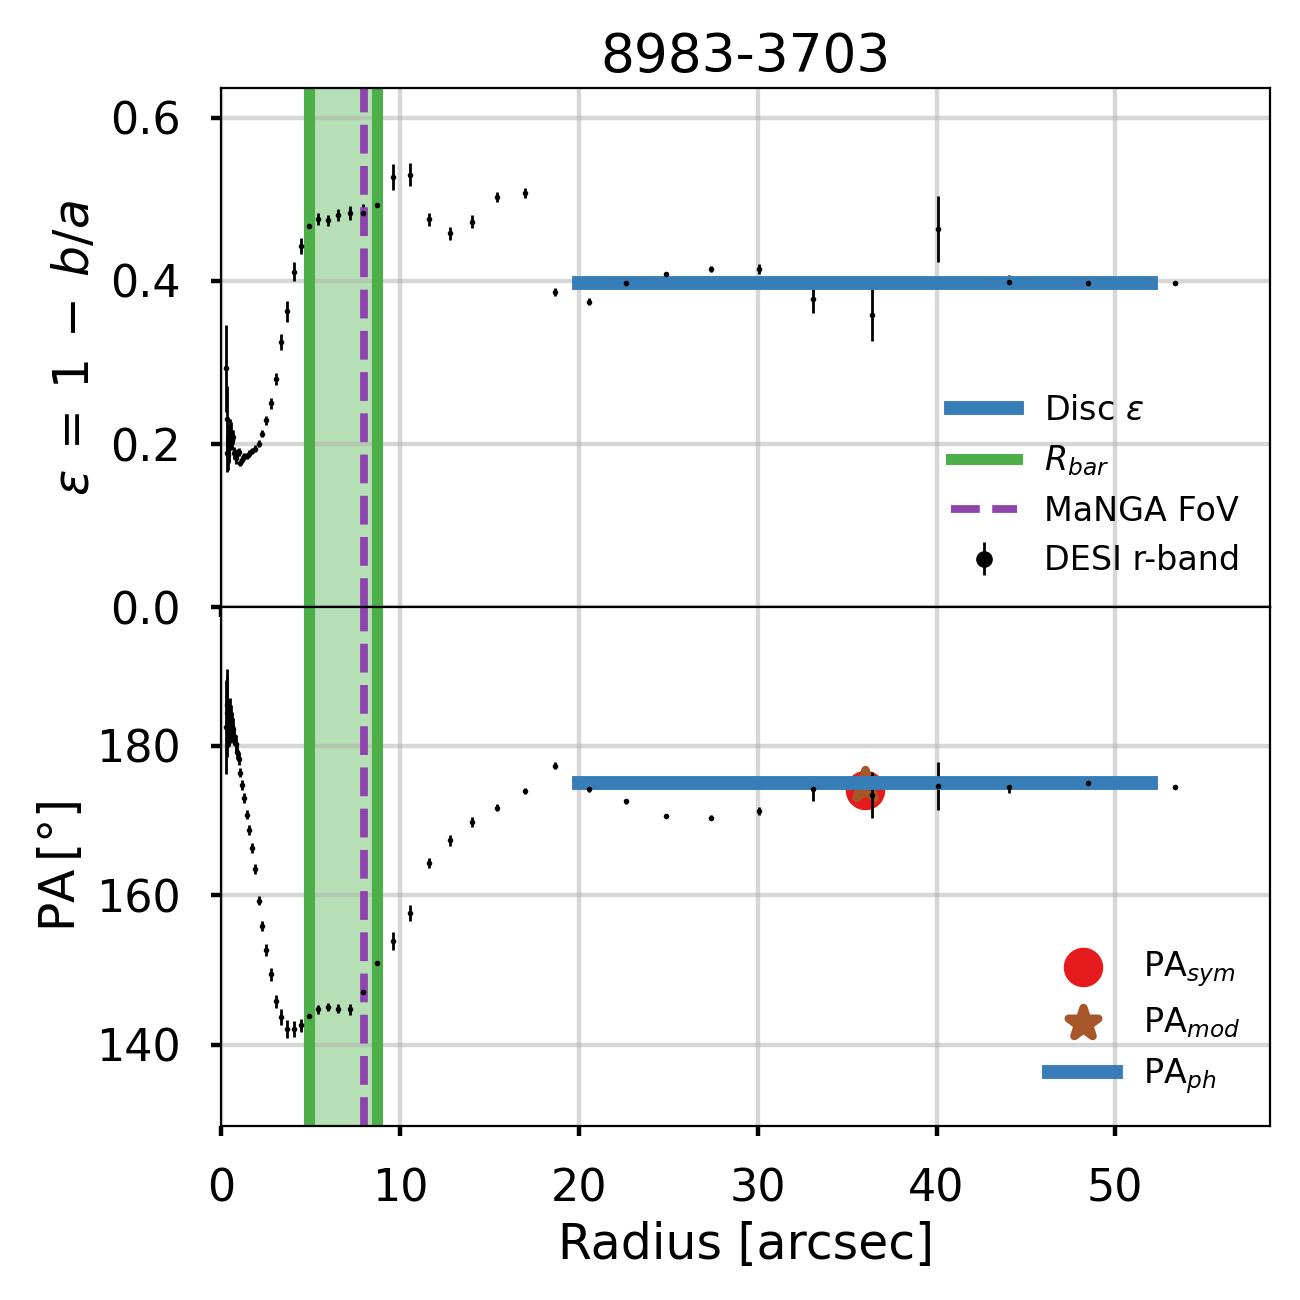 8983-3703
0.6
0.4
0.2
0.0
ε = 1 − b/a
Disc ε
R_bar
MaNGA FoV
DESI r-band
180
160
140
PA [°]
PA_sym
PA_mod
PA_ph
0 10 20 30 40 50
Radius [arcsec]